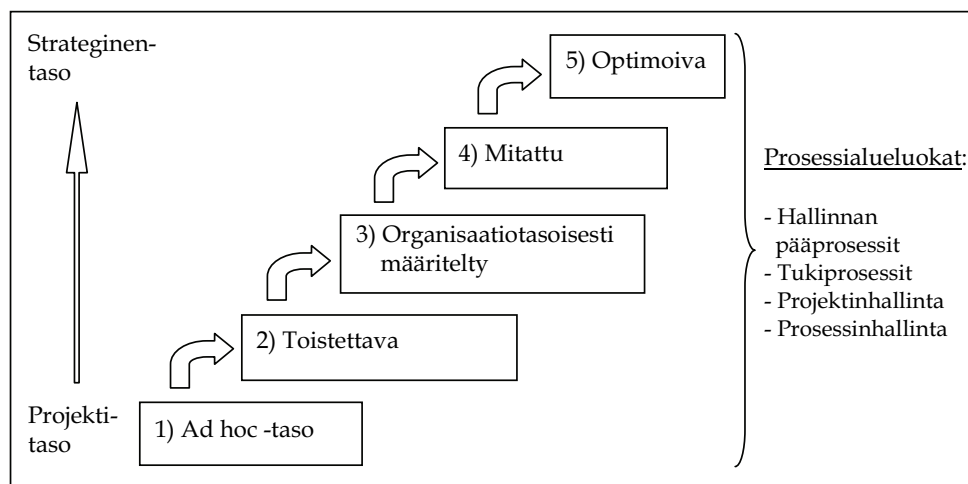 Strateginen-
taso
5) Optimoiva
4) Mitattu
3) Organisaatiotasoisesti
määritelty
2) Toistettava
Projekti-
taso
1) Ad hoc -taso
Prosessialueluokat:
- Hallinnan
pääprosessit
- Tukiprosessit
- Projektinhallinta
- Prosessinhallinta